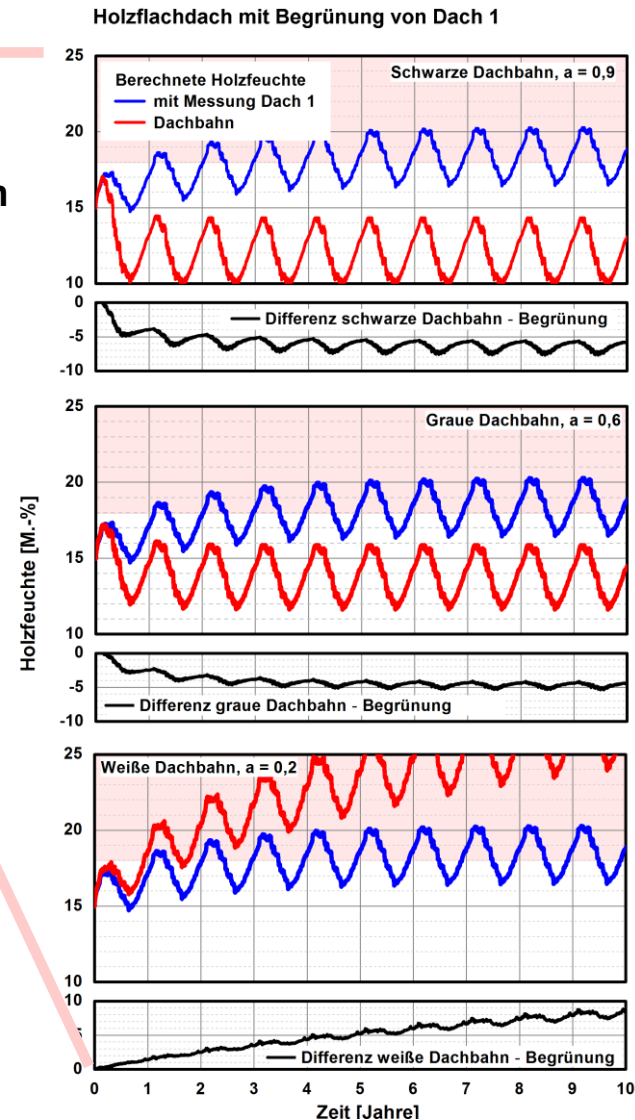 Holzflachdach mit Begrünung von Dach 1
n
25
20
15
10
Schwarze Dachbahn, a = 0,9
Berechnete Holzfeuchte
mit Messung Dach 1
Dachbahn
0
-5
-10
Differenz schwarze Dachbahn - Begrünung
25
20
15
10
Graue Dachbahn, a = 0,6
Holzfeuchte [M.-%]
0
-5
-10
Differenz graue Dachbahn - Begrünung
25
20
15
10
Weiße Dachbahn, a = 0,2
10
5
0
Differenz weiße Dachbahn - Begrünung
0 1 2 3 4 5 6 7 8 9 10
Zeit [Jahre]